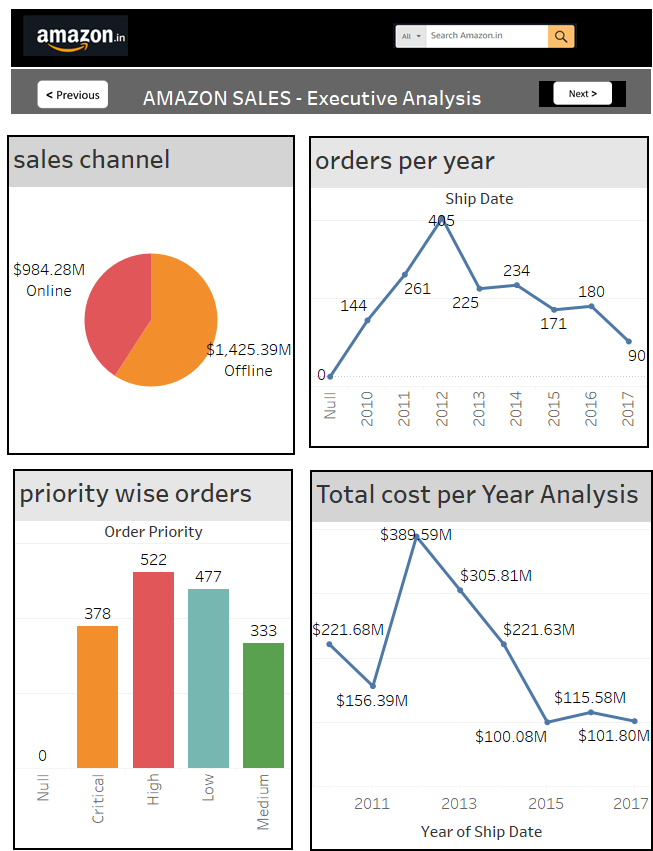 amazon.in
All
Search Amazon.in
< Previous
AMAZON SALES - Executive Analysis
Next >
sales channel
$984.28M
Online
$1,425.39M
Offline
orders per year
Ship Date
405
144
261
225
234
171
180
90
0
Null
2010
2011
2012
2013
2014
2015
2016
2017
priority wise orders
Order Priority
0
378
522
477
333
Null
Critical
High
Low
Medium
Total cost per Year Analysis
$389.59M
$305.81M
$221.68M
$221.63M
$156.39M
$115.58M
$100.08M
$101.80M
2011
2013
2015
2017
Year of Ship Date